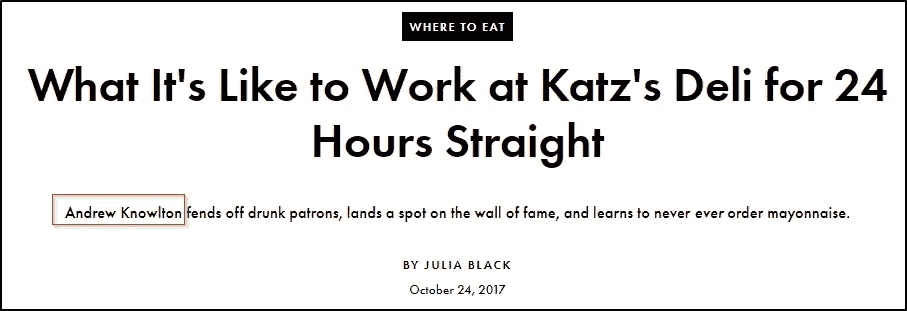 WHERE TO EAT
What It's Like to Work at Katz's Deli for 24
Hours Straight
Andrew Knowlton fends off drunk patrons, lands a spot on the wall of fame, and learns to never ever order mayonnaise.
BY JULIA BLACK
October 24, 2017